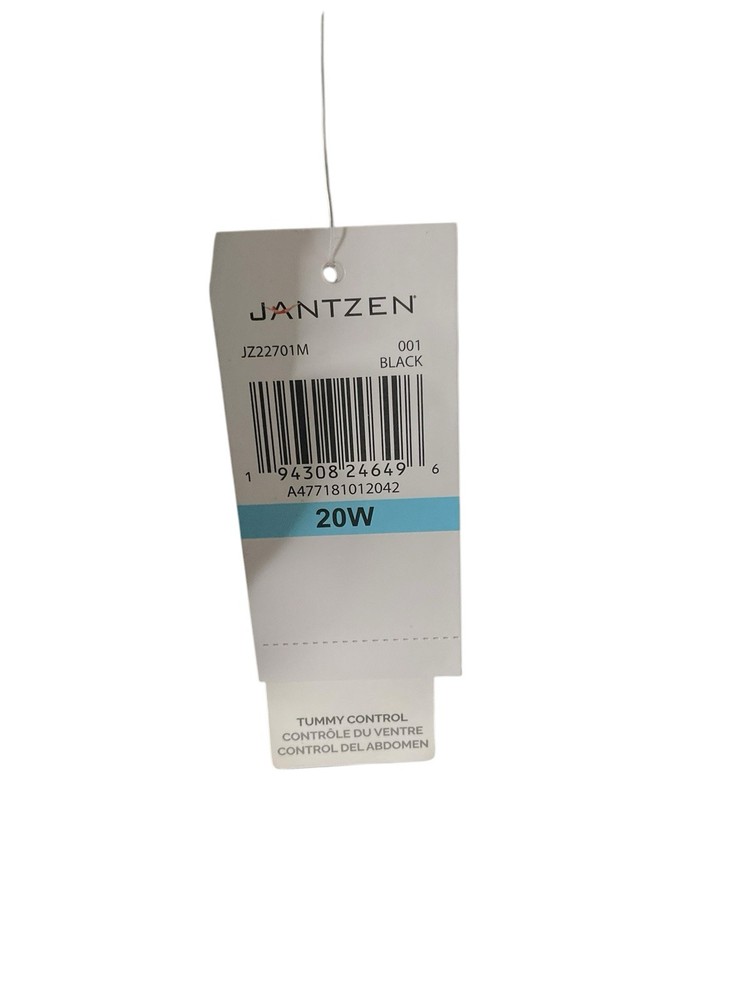 JANTZEN®
JZ22701M 001
BLACK
1 94308 24649 6
A477181012042
20W
TUMMY CONTROL
CONTRÔLE DU VENTRE
CONTROL DEL ABDOMEN